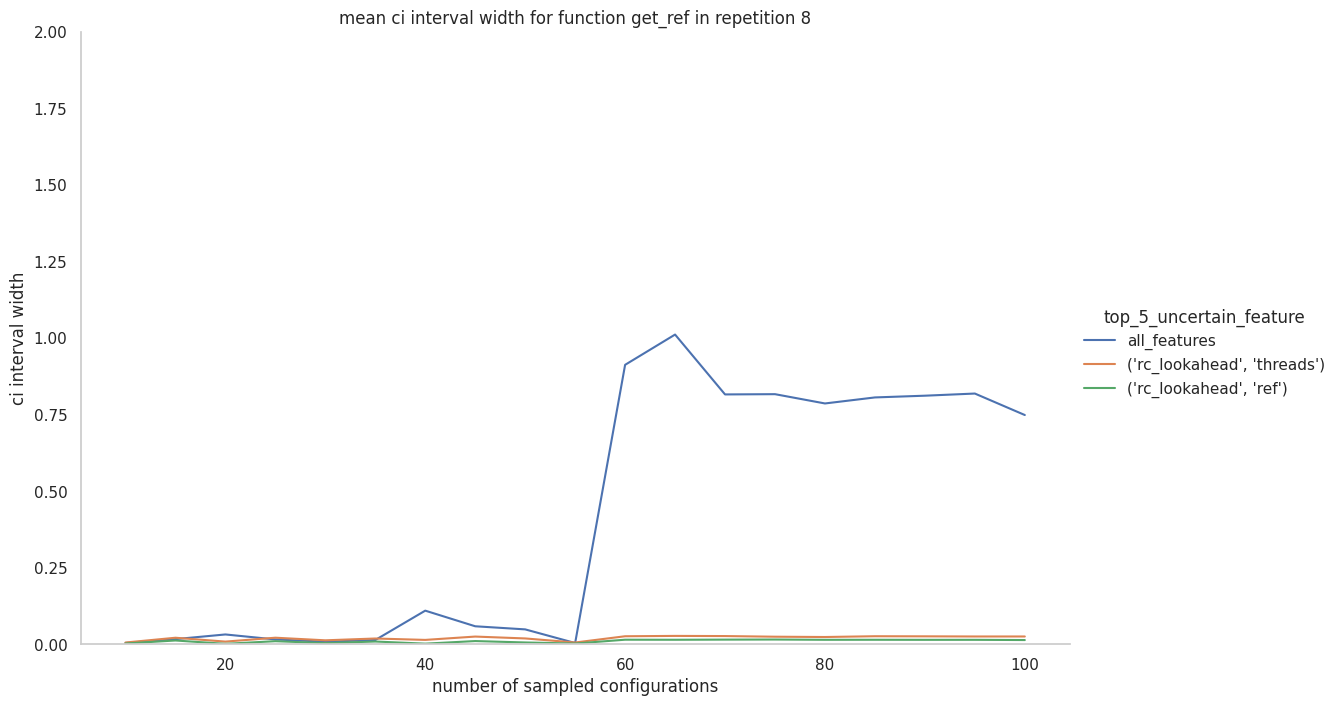 mean ci interval width for function get_ref in repetition 8
2.00
1.75
1.50
1.25
1.00
0.75
0.50
0.25
0.00
ci interval width
20
40
60
80
100
number of sampled configurations
top_5_uncertain_feature
all_features
('rc_lookahead', 'threads')
('rc_lookahead', 'ref')